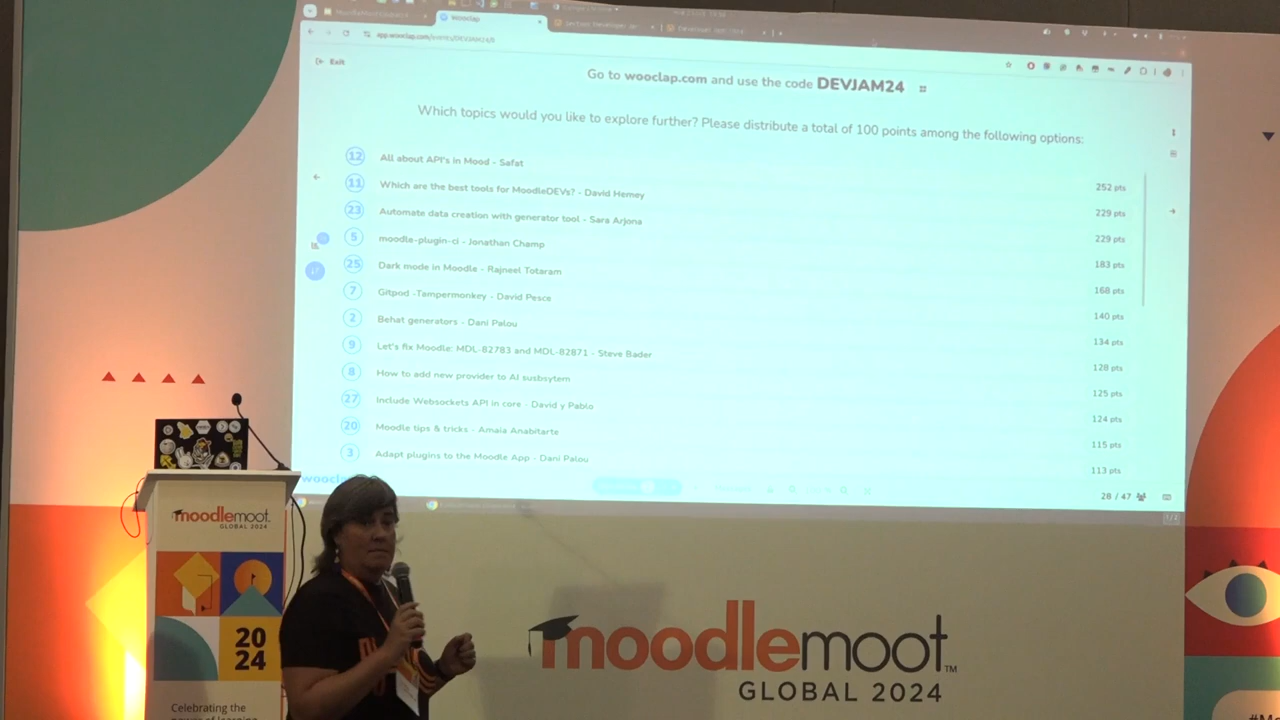 Wooclap
Exit
Go to wooclap.com and use the code DEVJAM24
Which topics would you like to explore further? Please distribute a total of 100 points among the following options:
12 All about API's in Mood - Safat 252 pts
11 Which are the best tools for MoodleDEVs? - David Herney 229 pts
23 Automate data creation with generator tool - Sara Arjona 229 pts
5 moodle-plugin-ci - Jonathan Champ 183 pts
25 Dark mode in Moodle - Rajneel Totaram 168 pts
7 Gitpod -Tampermonkey - David Pesce 140 pts
2 Behat generators - Dani Palou 134 pts
9 Let's fix Moodle: MDL-82783 and MDL-82871 - Steve Bader 128 pts
8 How to add new provider to AI susbsytem 125 pts
27 Include Websockets API in core - David y Pablo 124 pts
20 Moodle tips & tricks - Amaia Anabitarte 115 pts
3 Adapt plugins to the Moodle App - Dani Palou 113 pts
28 / 47
1/2
moodlemoot
GLOBAL 2024
20
24
Celebrating the
power of learning
moodlemoot™
GLOBAL 2024